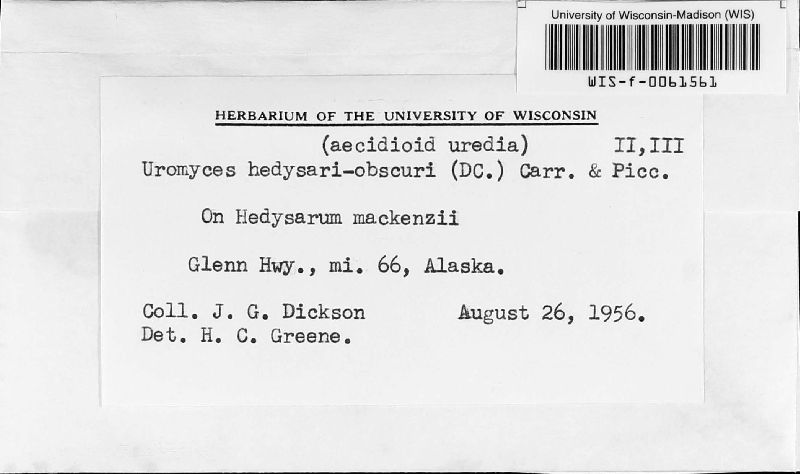 University of Wisconsin-Madison (WIS)
WIS-f-0061561
HERBARIUM OF THE UNIVERSITY OF WISCONSIN
(aecidioid uredia) II,III
Uromyces hedysari-obscuri (DC.) Carr. & Picc.
On Hedysarum mackenzii
Glenn Hwy., mi. 66, Alaska.
Coll. J. G. Dickson August 26, 1956.
Det. H. C. Greene.